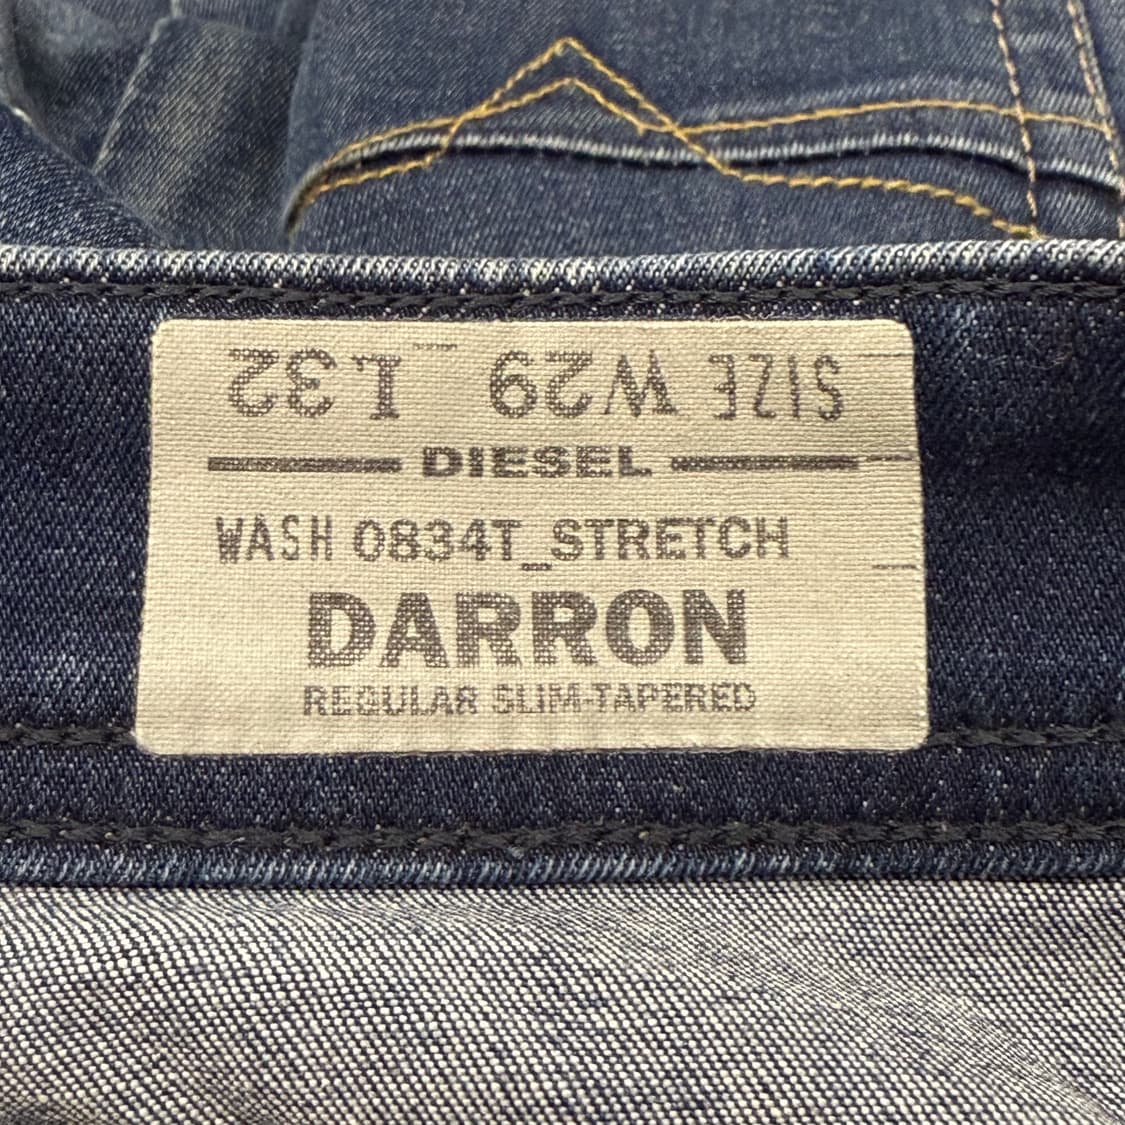 SIZE W29 L32
DIESEL
WASH 0834T_STRETCH
DARRON
REGULAR SLIM-TAPERED